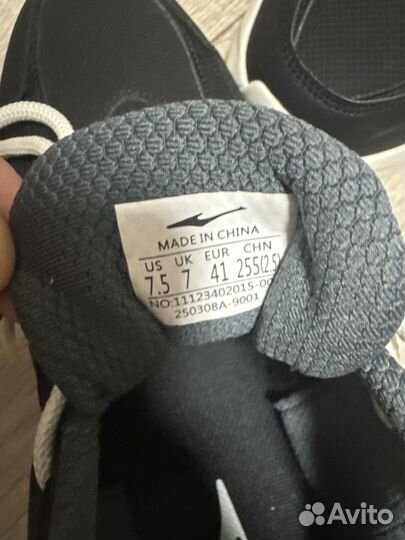 MADE IN CHINA
US UK EUR CHN
7.5 7 41 255(2.5)
NO:11123402015-00
250308A-9001
Avito